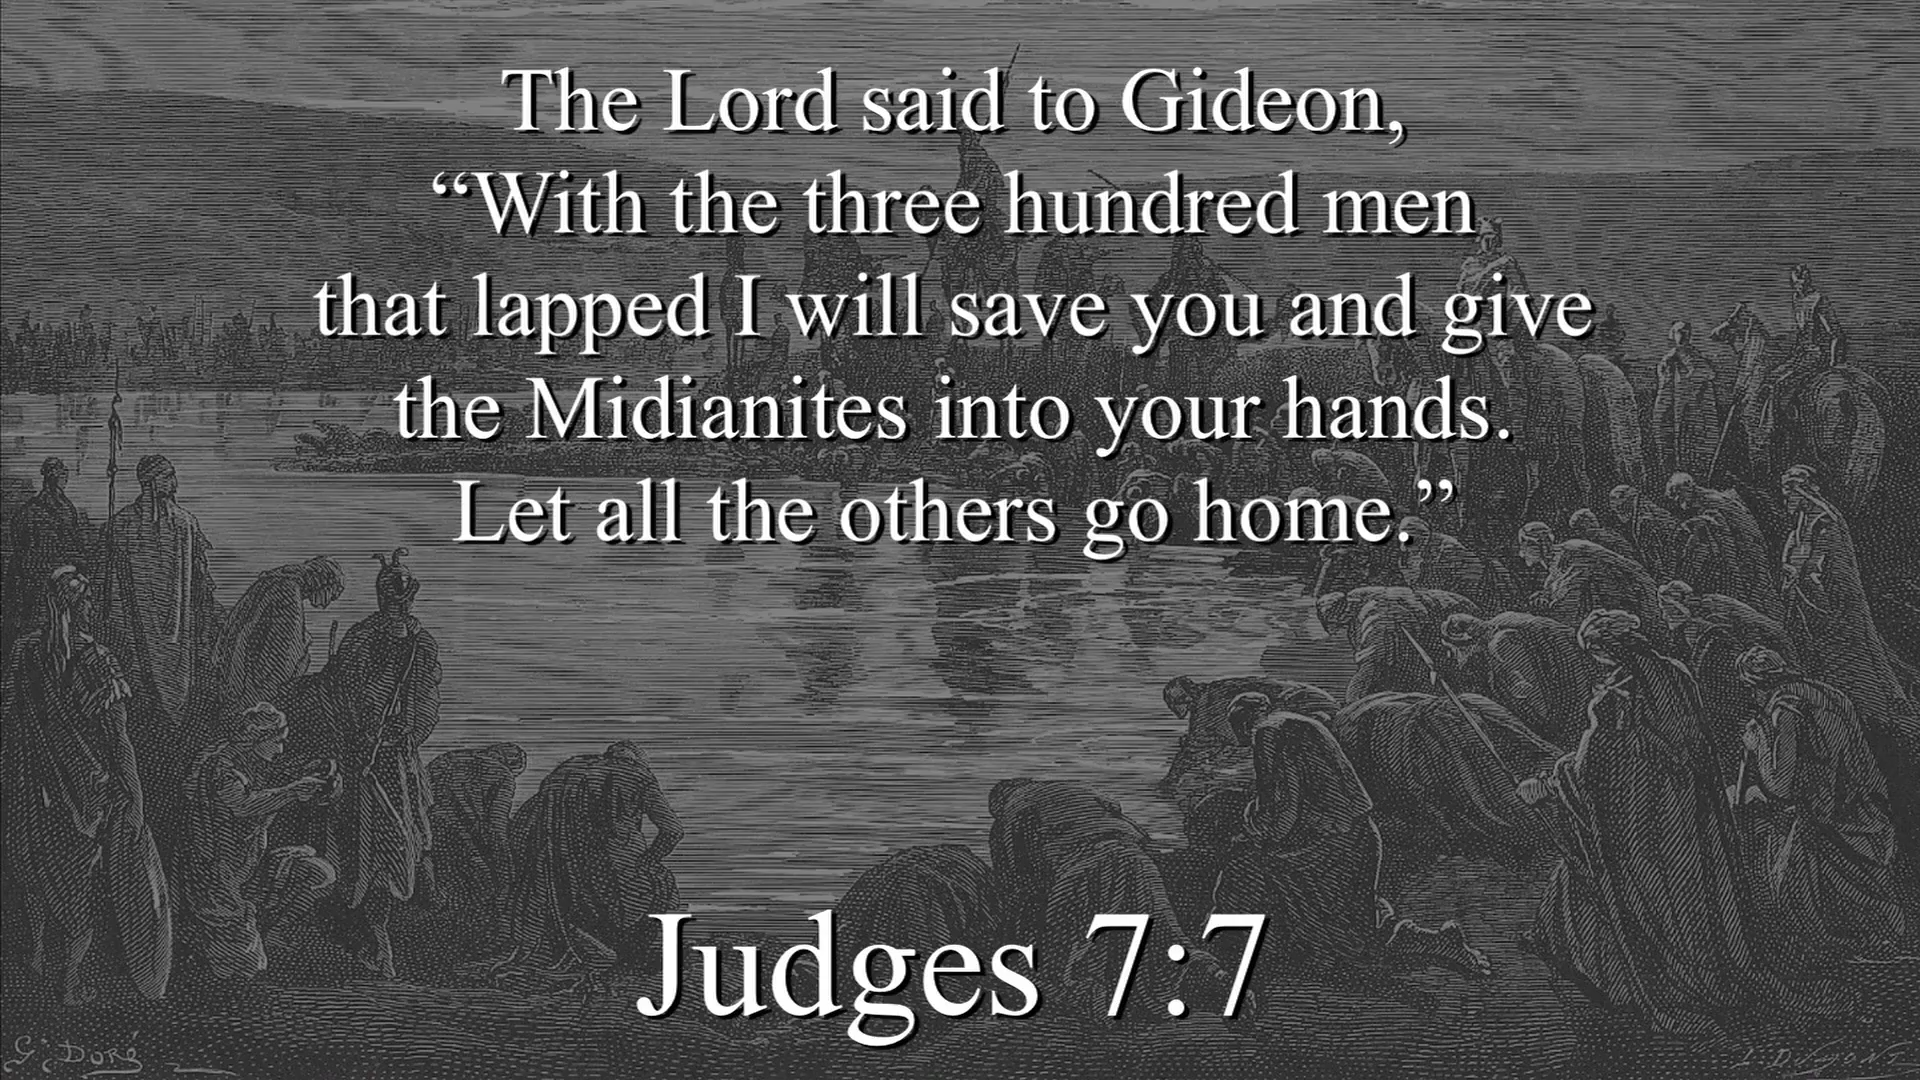 The Lord said to Gideon,
“With the three hundred men
that lapped I will save you and give
the Midianites into your hands.
Let all the others go home.”
Judges 7:7
G. Doré